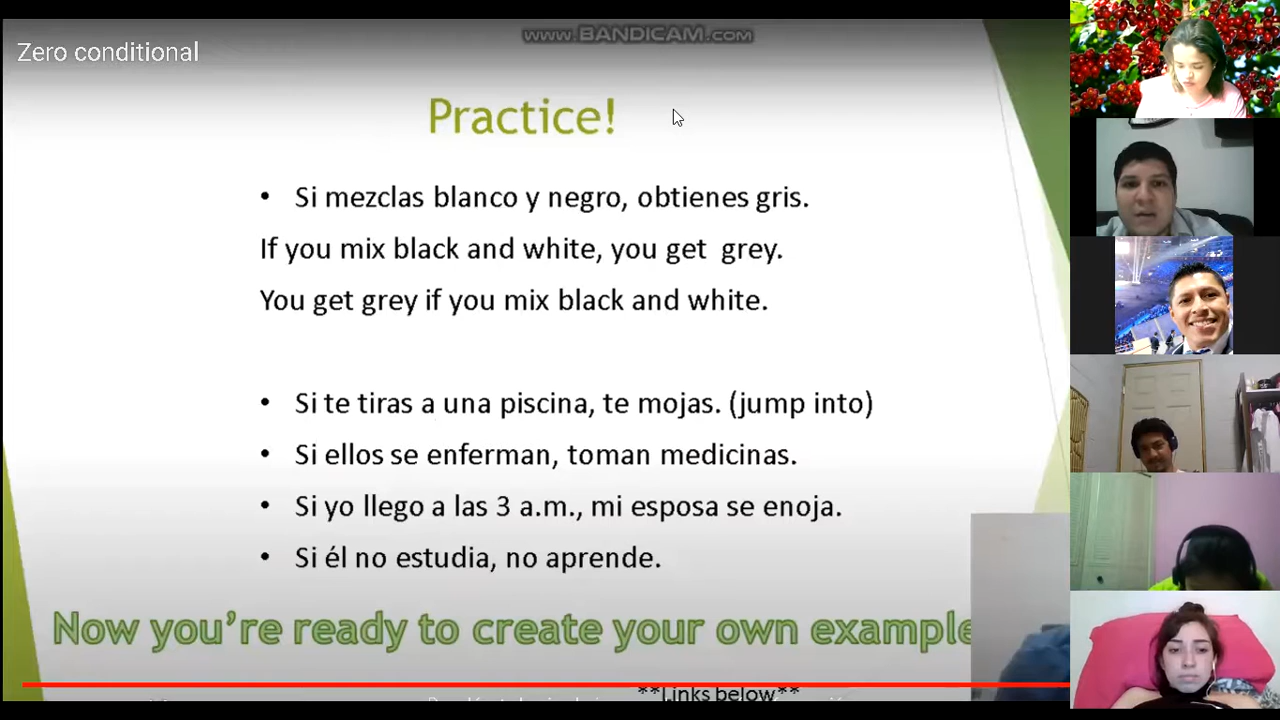 www.BANDICAM.com
Zero conditional
Practice!
• Si mezclas blanco y negro, obtienes gris.
If you mix black and white, you get grey.
You get grey if you mix black and white.
• Si te tiras a una piscina, te mojas. (jump into)
• Si ellos se enferman, toman medicinas.
• Si yo llego a las 3 a.m., mi esposa se enoja.
• Si él no estudia, no aprende.
Now you're ready to create your own example
**Links below**